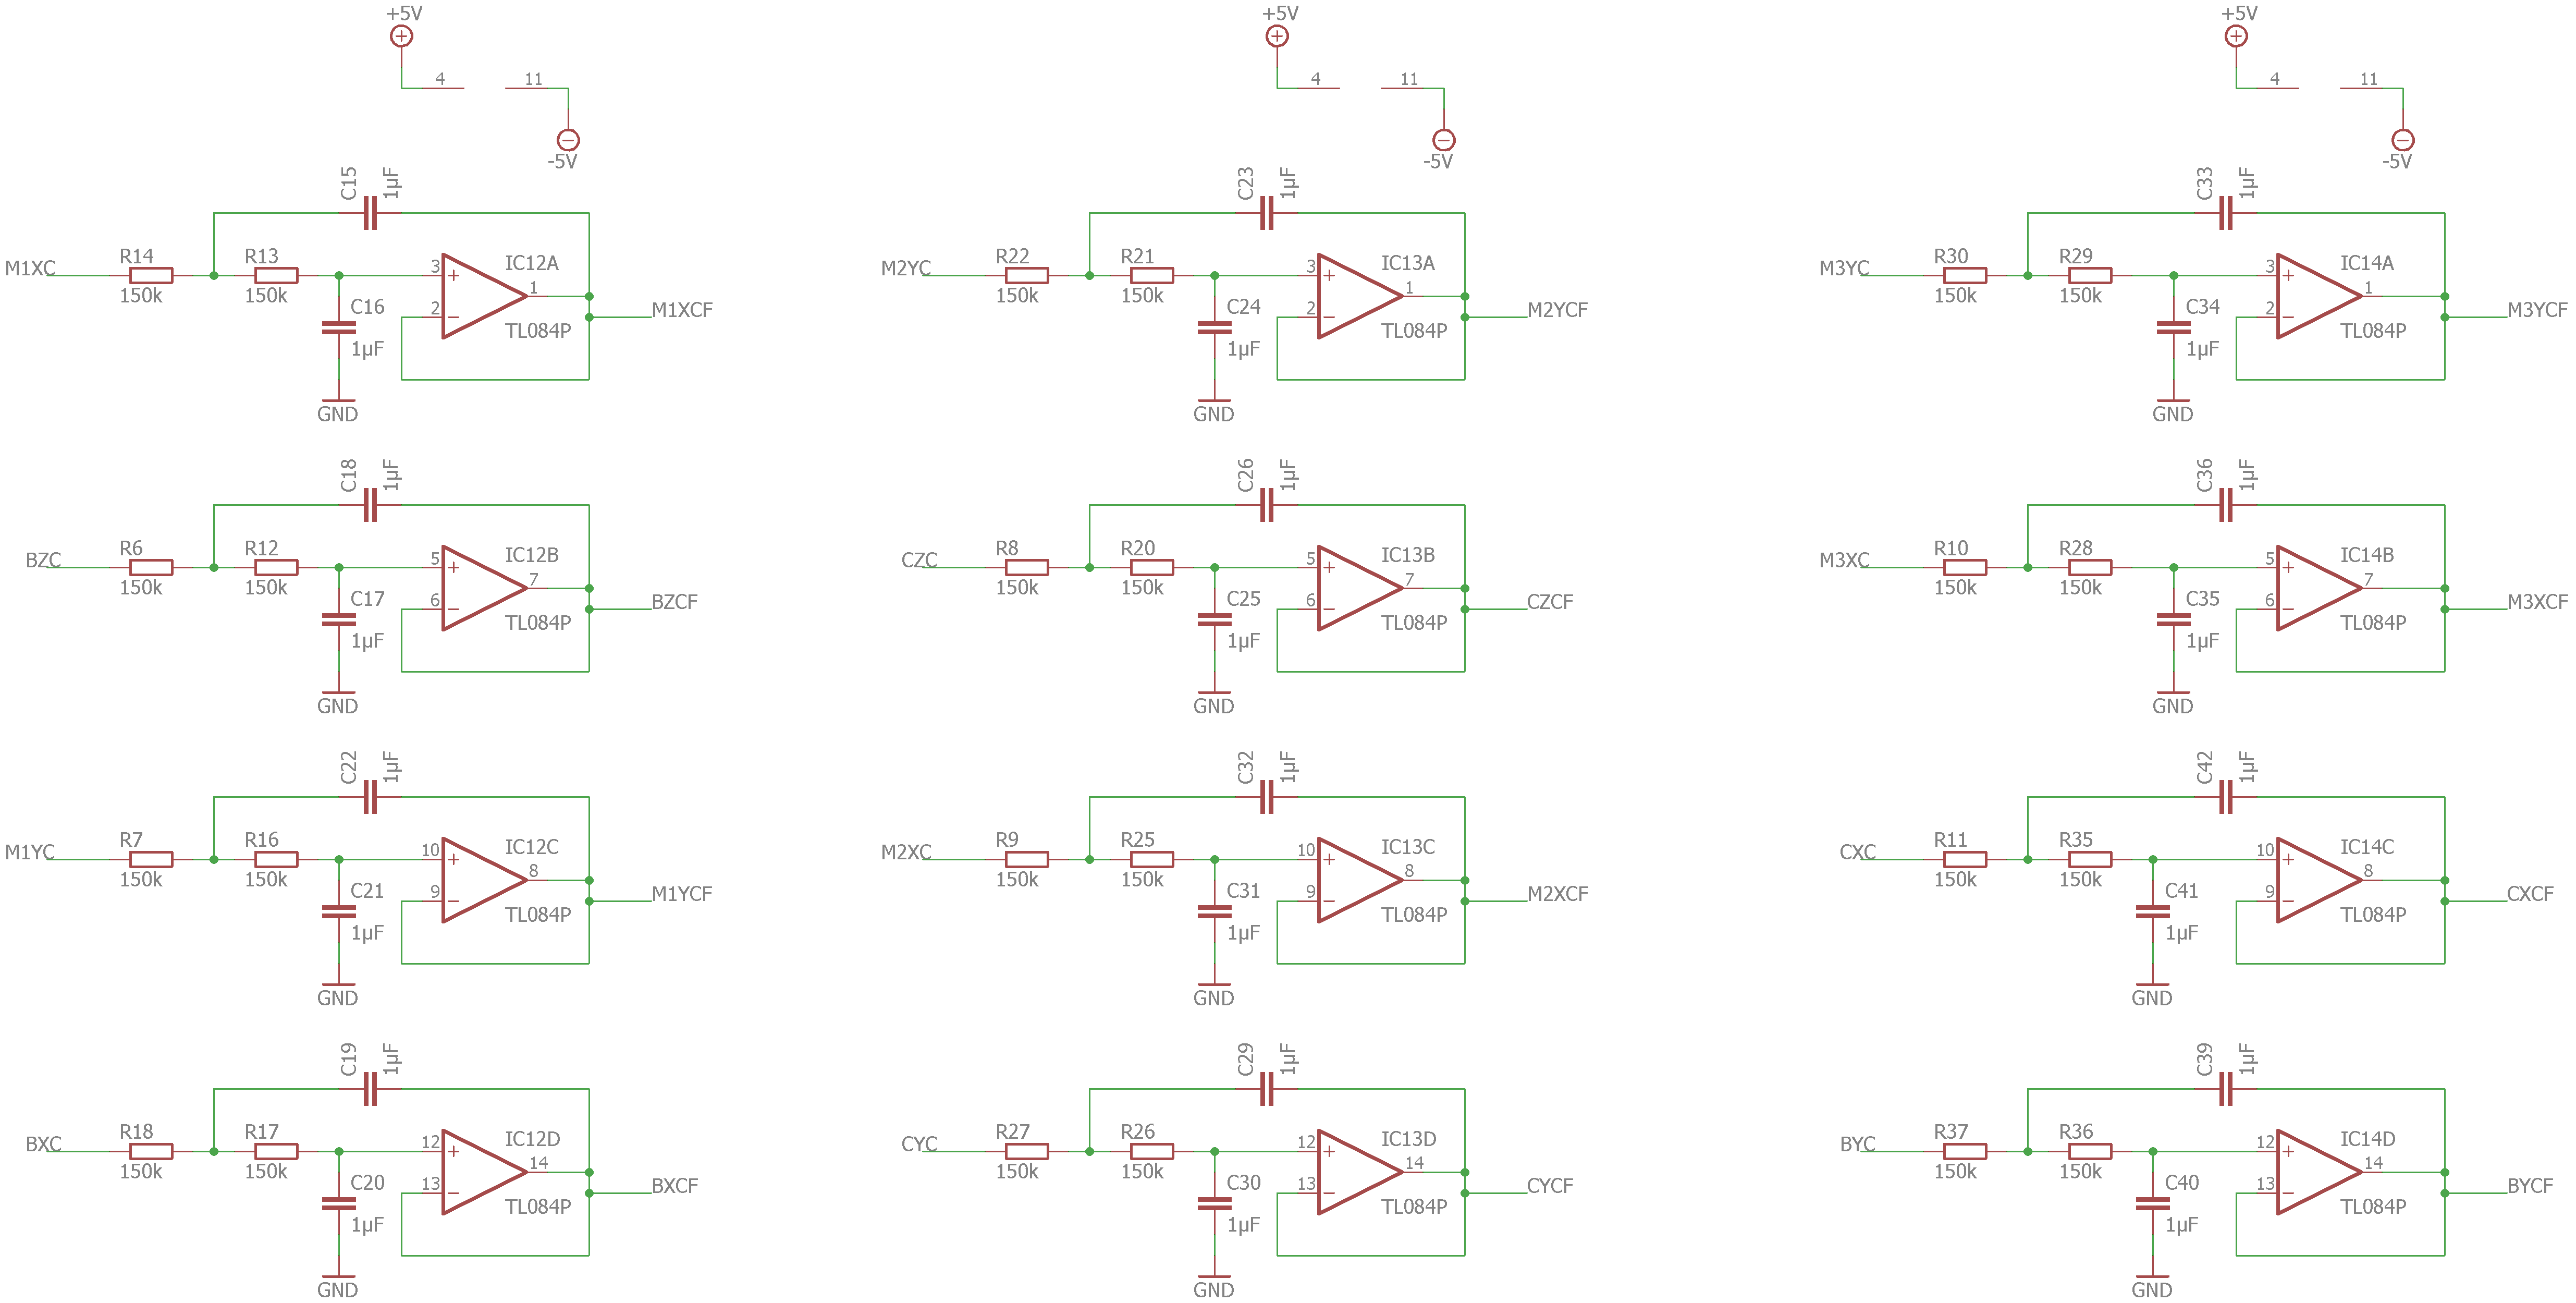 +5V
4
11
-5V
C15
1µF
M1XC
R14
150k
R13
150k
C16
1µF
GND
3
2
1
IC12A
TL084P
M1XCF
C18
1µF
BZC
R6
150k
R12
150k
C17
1µF
GND
5
6
7
IC12B
TL084P
BZCF
C22
1µF
M1YC
R7
150k
R16
150k
C21
1µF
GND
10
9
8
IC12C
TL084P
M1YCF
C19
1µF
BXC
R18
150k
R17
150k
C20
1µF
GND
12
13
14
IC12D
TL084P
BXCF
+5V
4
11
-5V
C23
1µF
M2YC
R22
150k
R21
150k
C24
1µF
GND
3
2
1
IC13A
TL084P
M2YCF
C26
1µF
CZC
R8
150k
R20
150k
C25
1µF
GND
5
6
7
IC13B
TL084P
CZCF
C32
1µF
M2XC
R9
150k
R25
150k
C31
1µF
GND
10
9
8
IC13C
TL084P
M2XCF
C29
1µF
CYC
R27
150k
R26
150k
C30
1µF
GND
12
13
14
IC13D
TL084P
CYCF
+5V
4
11
-5V
C33
1µF
M3YC
R30
150k
R29
150k
C34
1µF
GND
3
2
1
IC14A
TL084P
M3YCF
C36
1µF
M3XC
R10
150k
R28
150k
C35
1µF
GND
5
6
7
IC14B
TL084P
M3XCF
C42
1µF
CXC
R11
150k
R35
150k
C41
1µF
GND
10
9
8
IC14C
TL084P
CXCF
C39
1µF
BYC
R37
150k
R36
150k
C40
1µF
GND
12
13
14
IC14D
TL084P
BYCF